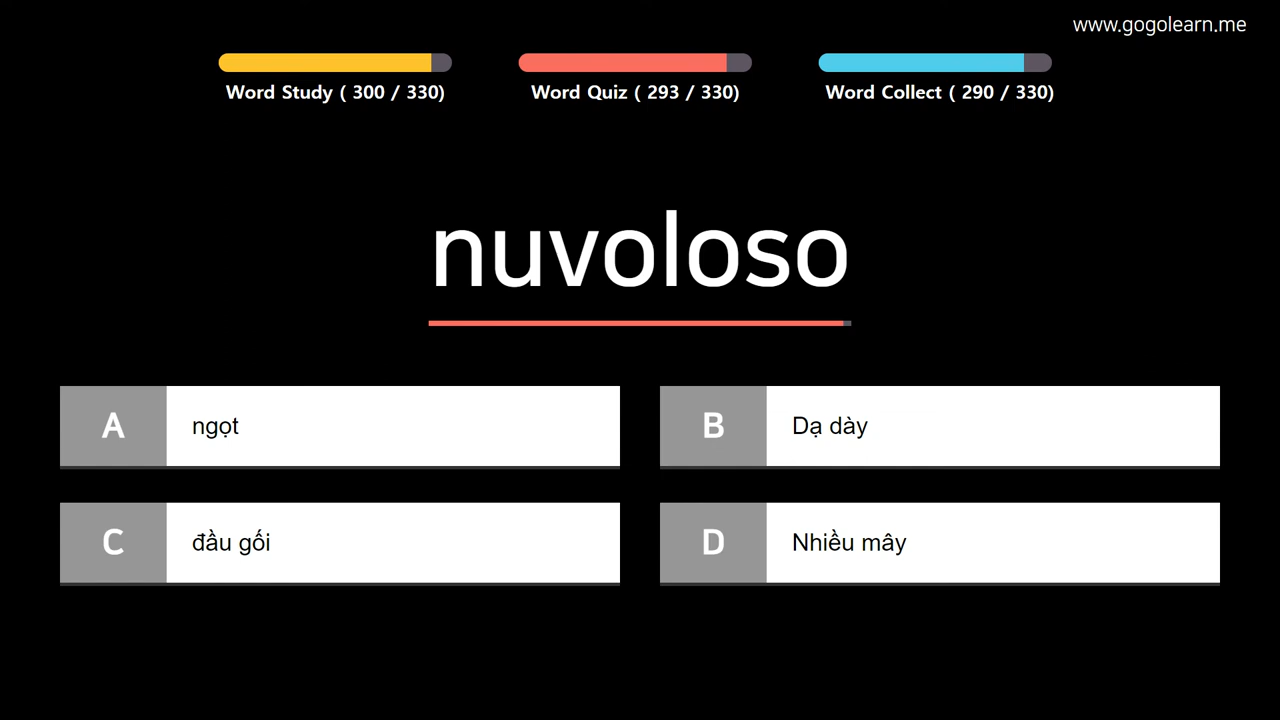 www.gogolearn.me
Word Study ( 300 / 330)
Word Quiz ( 293 / 330)
Word Collect ( 290 / 330)
nuvoloso
A ngọt
B Dạ dày
C đầu gối
D Nhiều mây